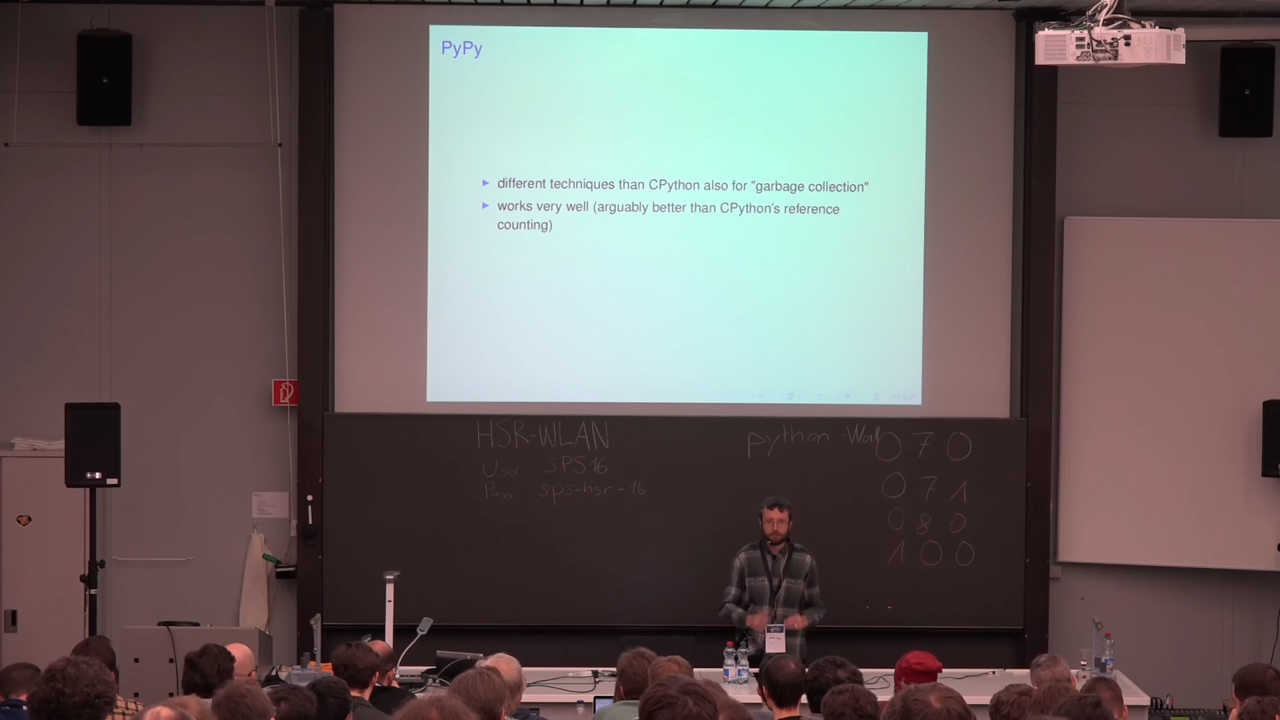 PyPy
different techniques than CPython also for "garbage collection"
works very well (arguably better than CPython's reference
counting)
HSR-WLAN
User SPS16
Pass sps-hsr-16
python-Wall
070
071
080
100